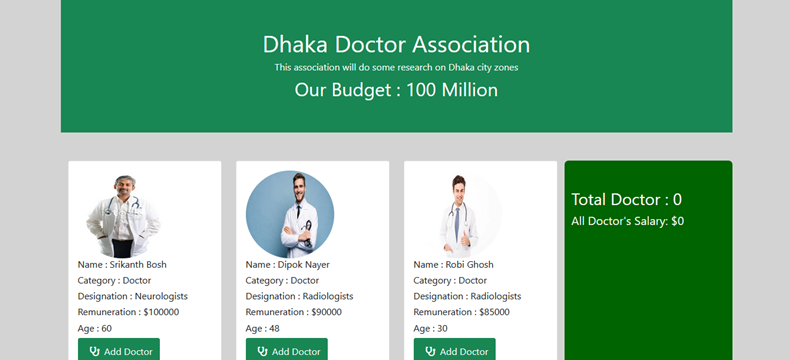 Dhaka Doctor Association
This association will do some research on Dhaka city zones
Our Budget : 100 Million
Name : Srikanth Bosh
Category : Doctor
Designation : Neurologists
Remuneration : $100000
Age : 60
Add Doctor
Name : Dipok Nayer
Category : Doctor
Designation : Radiologists
Remuneration : $90000
Age : 48
Add Doctor
Name : Robi Ghosh
Category : Doctor
Designation : Radiologists
Remuneration : $85000
Age : 30
Add Doctor
Total Doctor : 0
All Doctor's Salary: $0